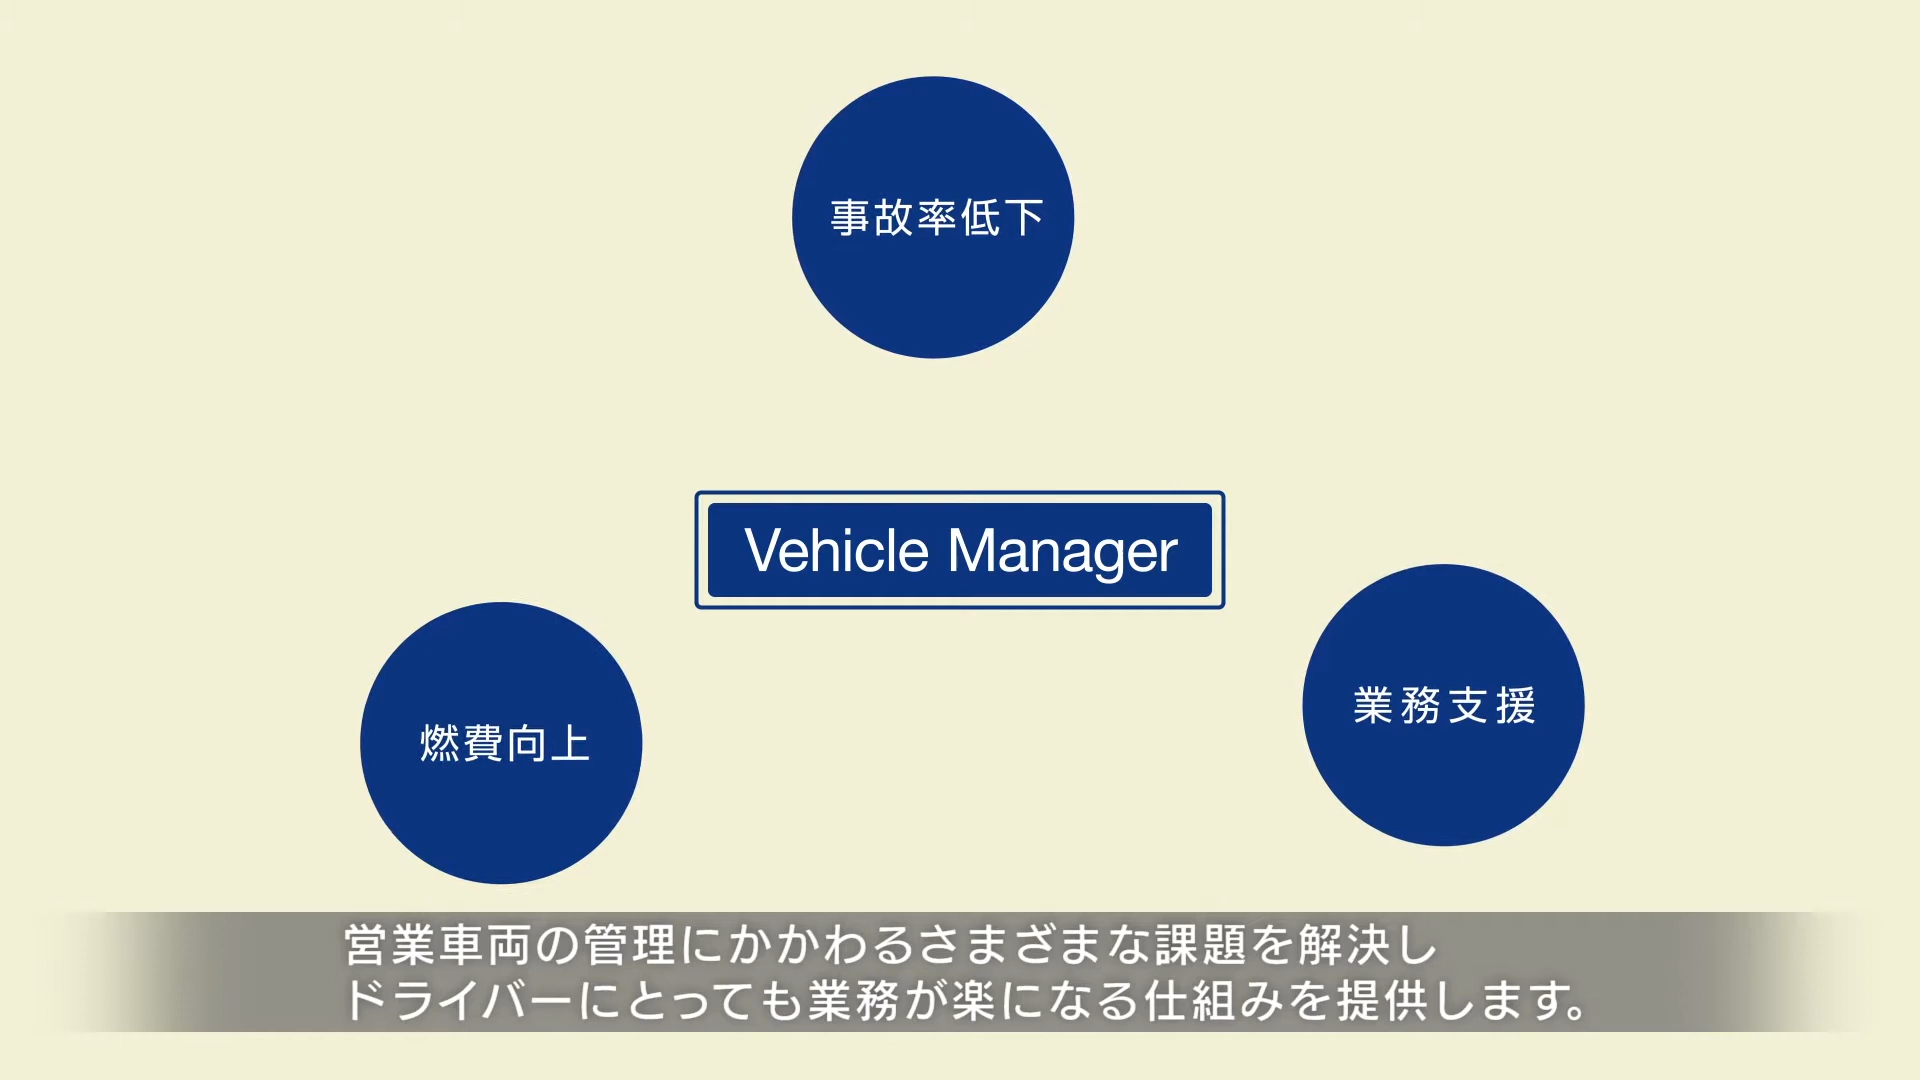 事故率低下
Vehicle Manager
燃費向上
業務支援
営業車両の管理にかかわるさまざまな課題を解決し
ドライバーにとっても業務が楽になる仕組みを提供します。